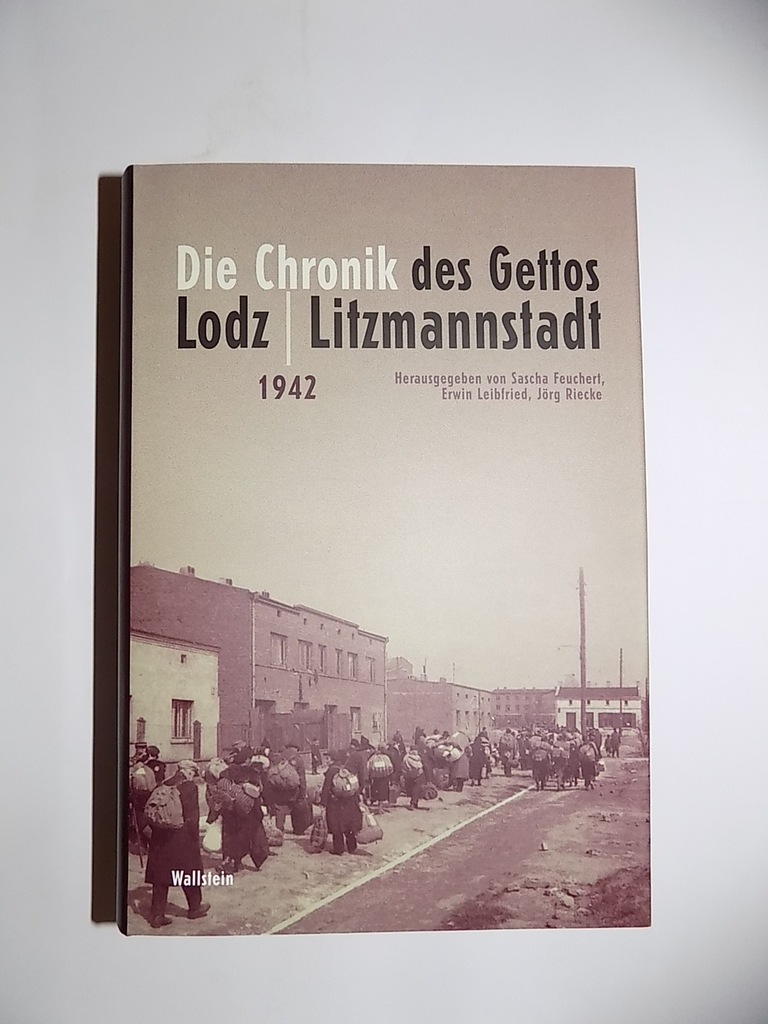 Die Chronik des Gettos
Lodz | Litzmannstadt
1942
Herausgegeben von Sascha Feuchert,
Erwin Leibfried, Jörg Riecke
Wallstein